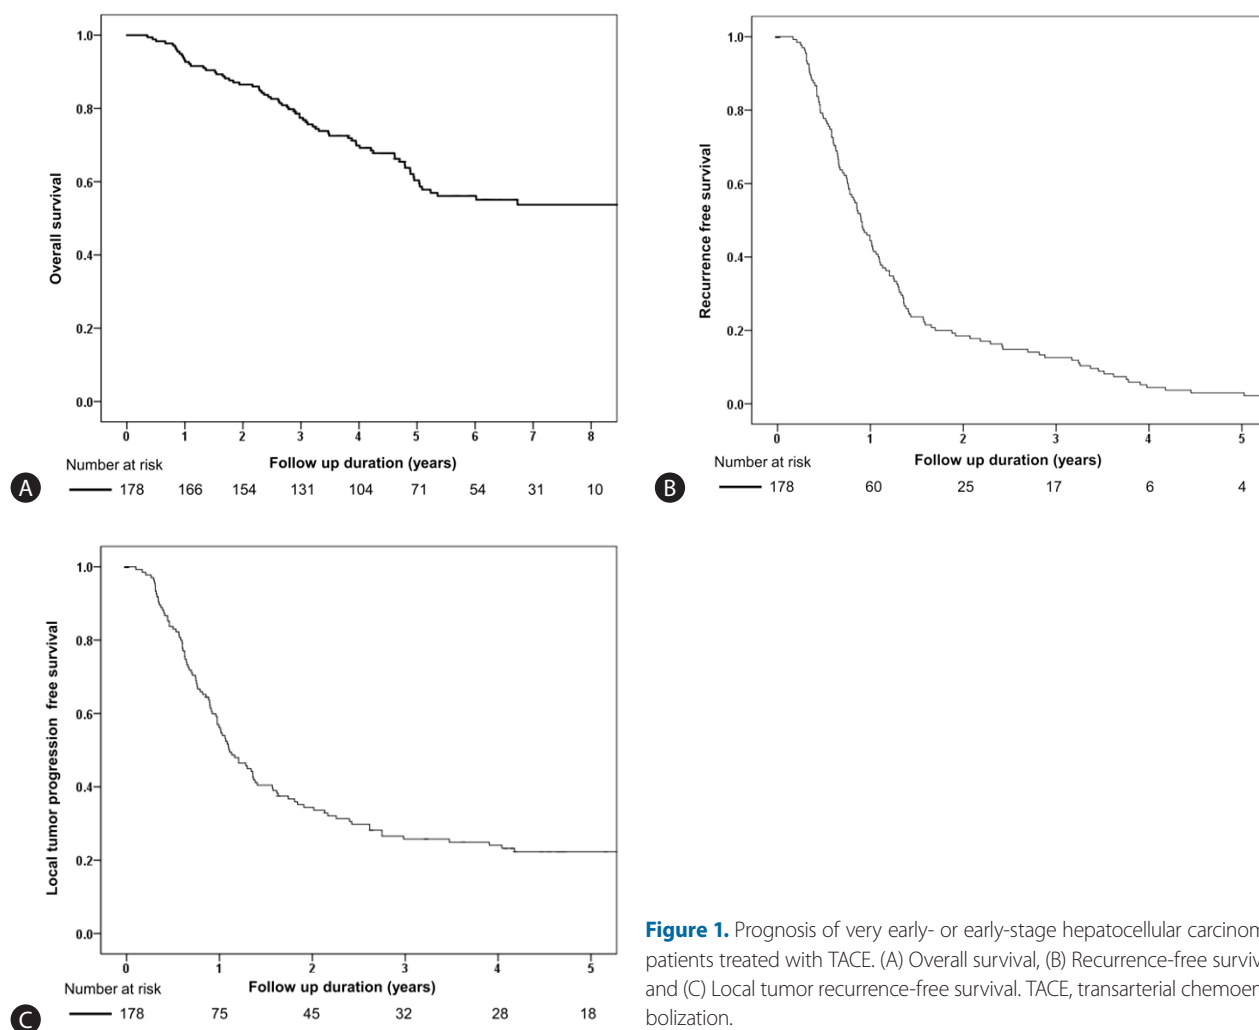 1.0
0.8
0.6
0.4
0.2
0.0
Overall survival
0 1 2 3 4 5 6 7 8
Number at risk
Follow up duration (years)
A
178 166 154 131 104 71 54 31 10
1.0
0.8
0.6
0.4
0.2
0.0
Recurrence free survival
0 1 2 3 4 5
Number at risk
Follow up duration (years)
B
178 60 25 17 6 4
1.0
0.8
0.6
0.4
0.2
0.0
Local tumor progression free survival
0 1 2 3 4 5
Number at risk
Follow up duration (years)
C
178 75 45 32 28 18
Figure 1. Prognosis of very early- or early-stage hepatocellular carcinom
patients treated with TACE. (A) Overall survival, (B) Recurrence-free surviv
and (C) Local tumor recurrence-free survival. TACE, transarterial chemoem
bolization.